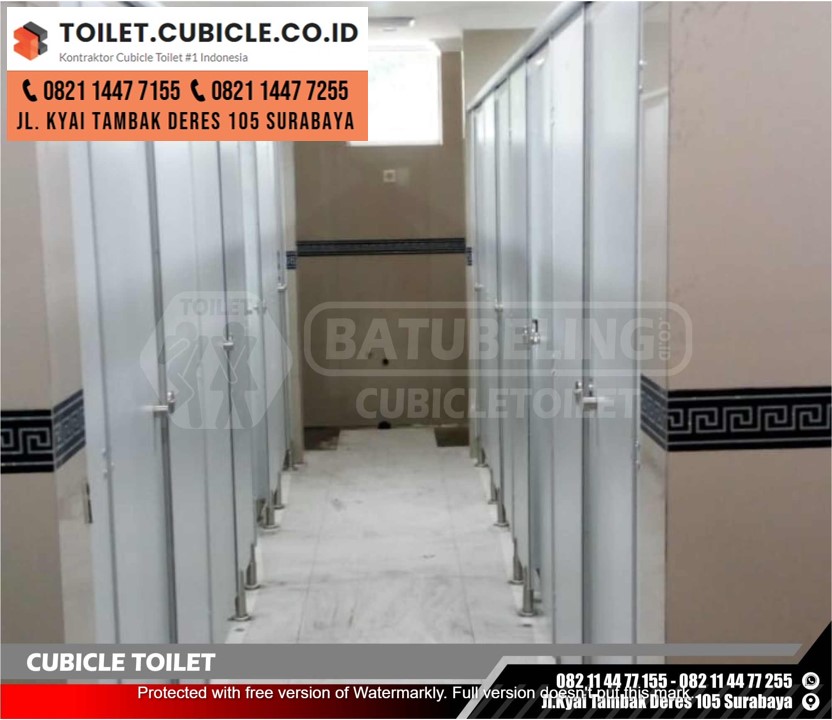 TOILET.CUBICLE.CO.ID
Kontraktor Cubicle Toilet #1 Indonesia
0821 1447 7155 0821 1447 7255
JL. KYAI TAMBAK DERES 105 SURABAYA
TOILET
BATUBELING
.CO.ID
CUBICLETOILET
CUBICLE TOILET
082 11 44 77 155 - 082 11 44 77 255
Jl.Kyai Tambak Deres 105 Surabaya
Protected with free version of Watermarkly. Full version doesn't put this mark.